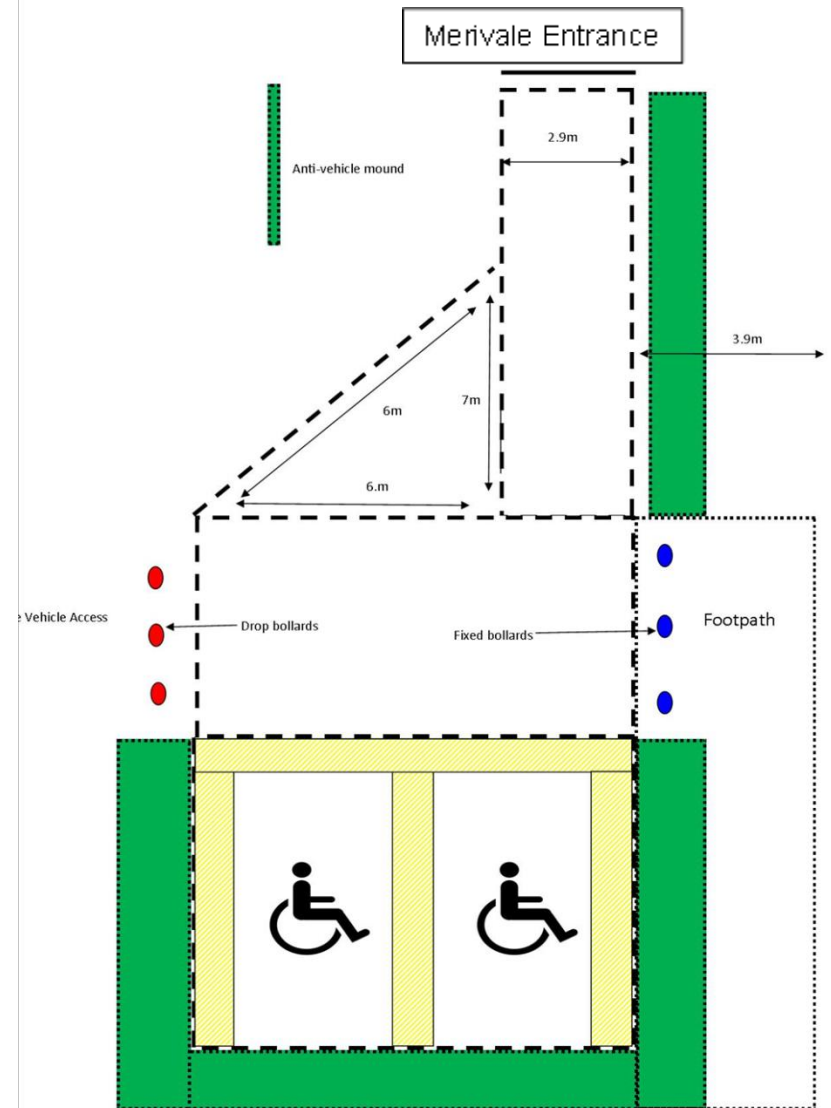 Merivale Entrance
2.9m
Anti-vehicle mound
3.9m
6m
7m
6.m
e Vehicle Access
Drop bollards
Fixed bollards
Footpath